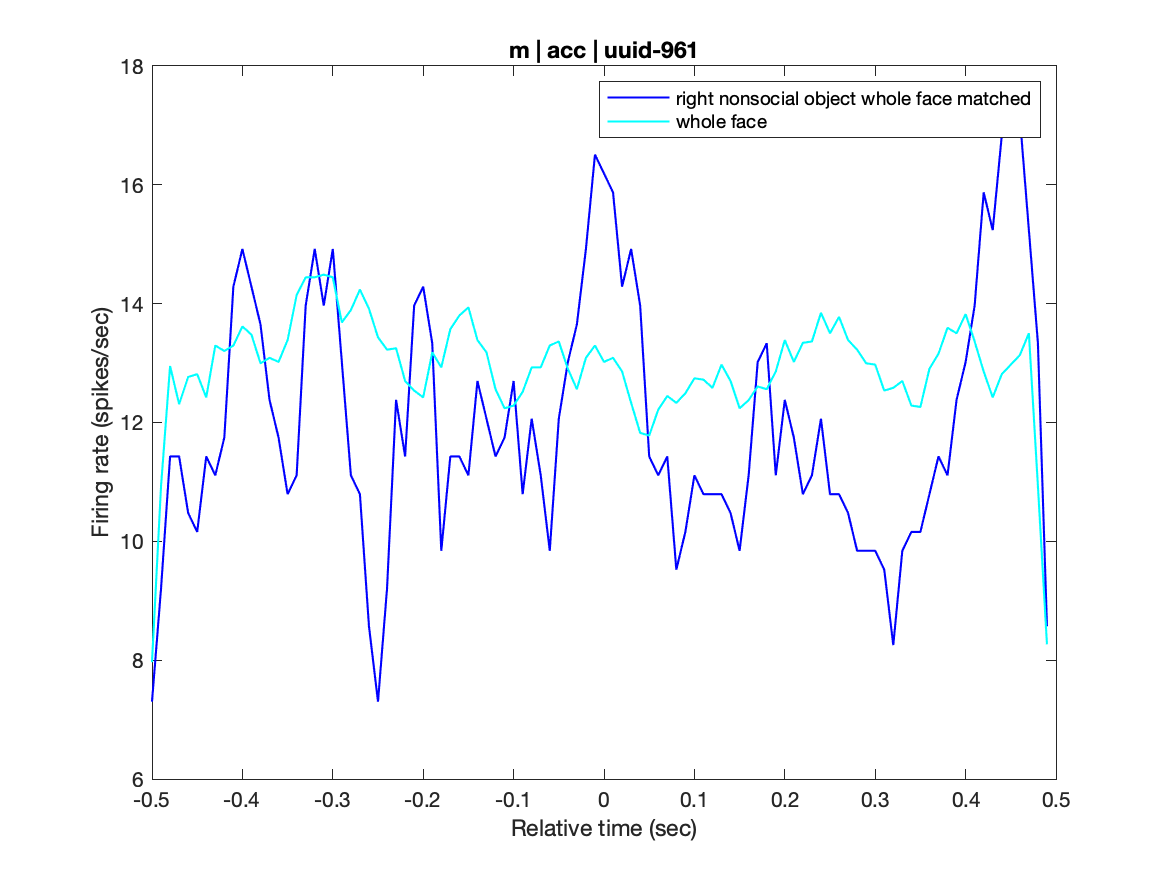 m | acc | uuid-961
right nonsocial object whole face matched
whole face
18
16
14
12
10
8
6
Firing rate (spikes/sec)
-0.5 -0.4 -0.3 -0.2 -0.1 0 0.1 0.2 0.3 0.4 0.5
Relative time (sec)